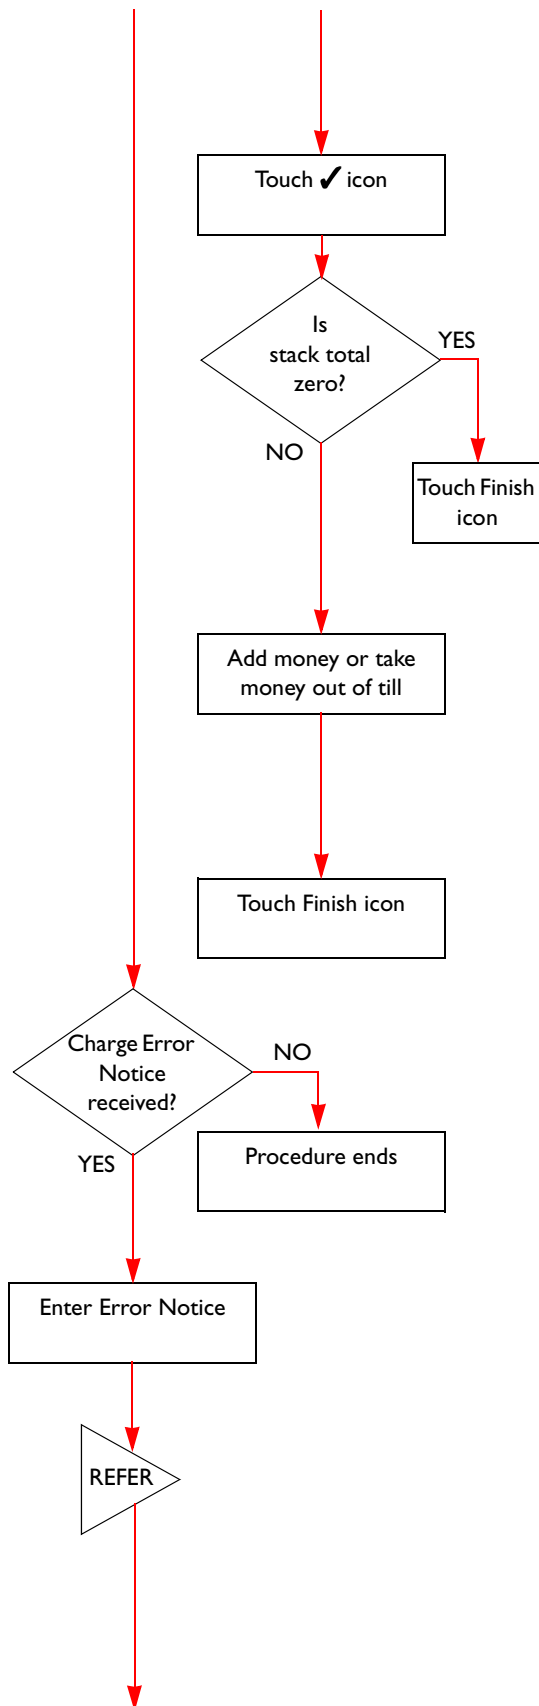 Touch ✓ icon
Is
stack total
zero?
YES
NO
Touch Finish
icon
Add money or take
money out of till
Touch Finish icon
Charge Error
Notice
received?
NO
YES
Procedure ends
Enter Error Notice
REFER